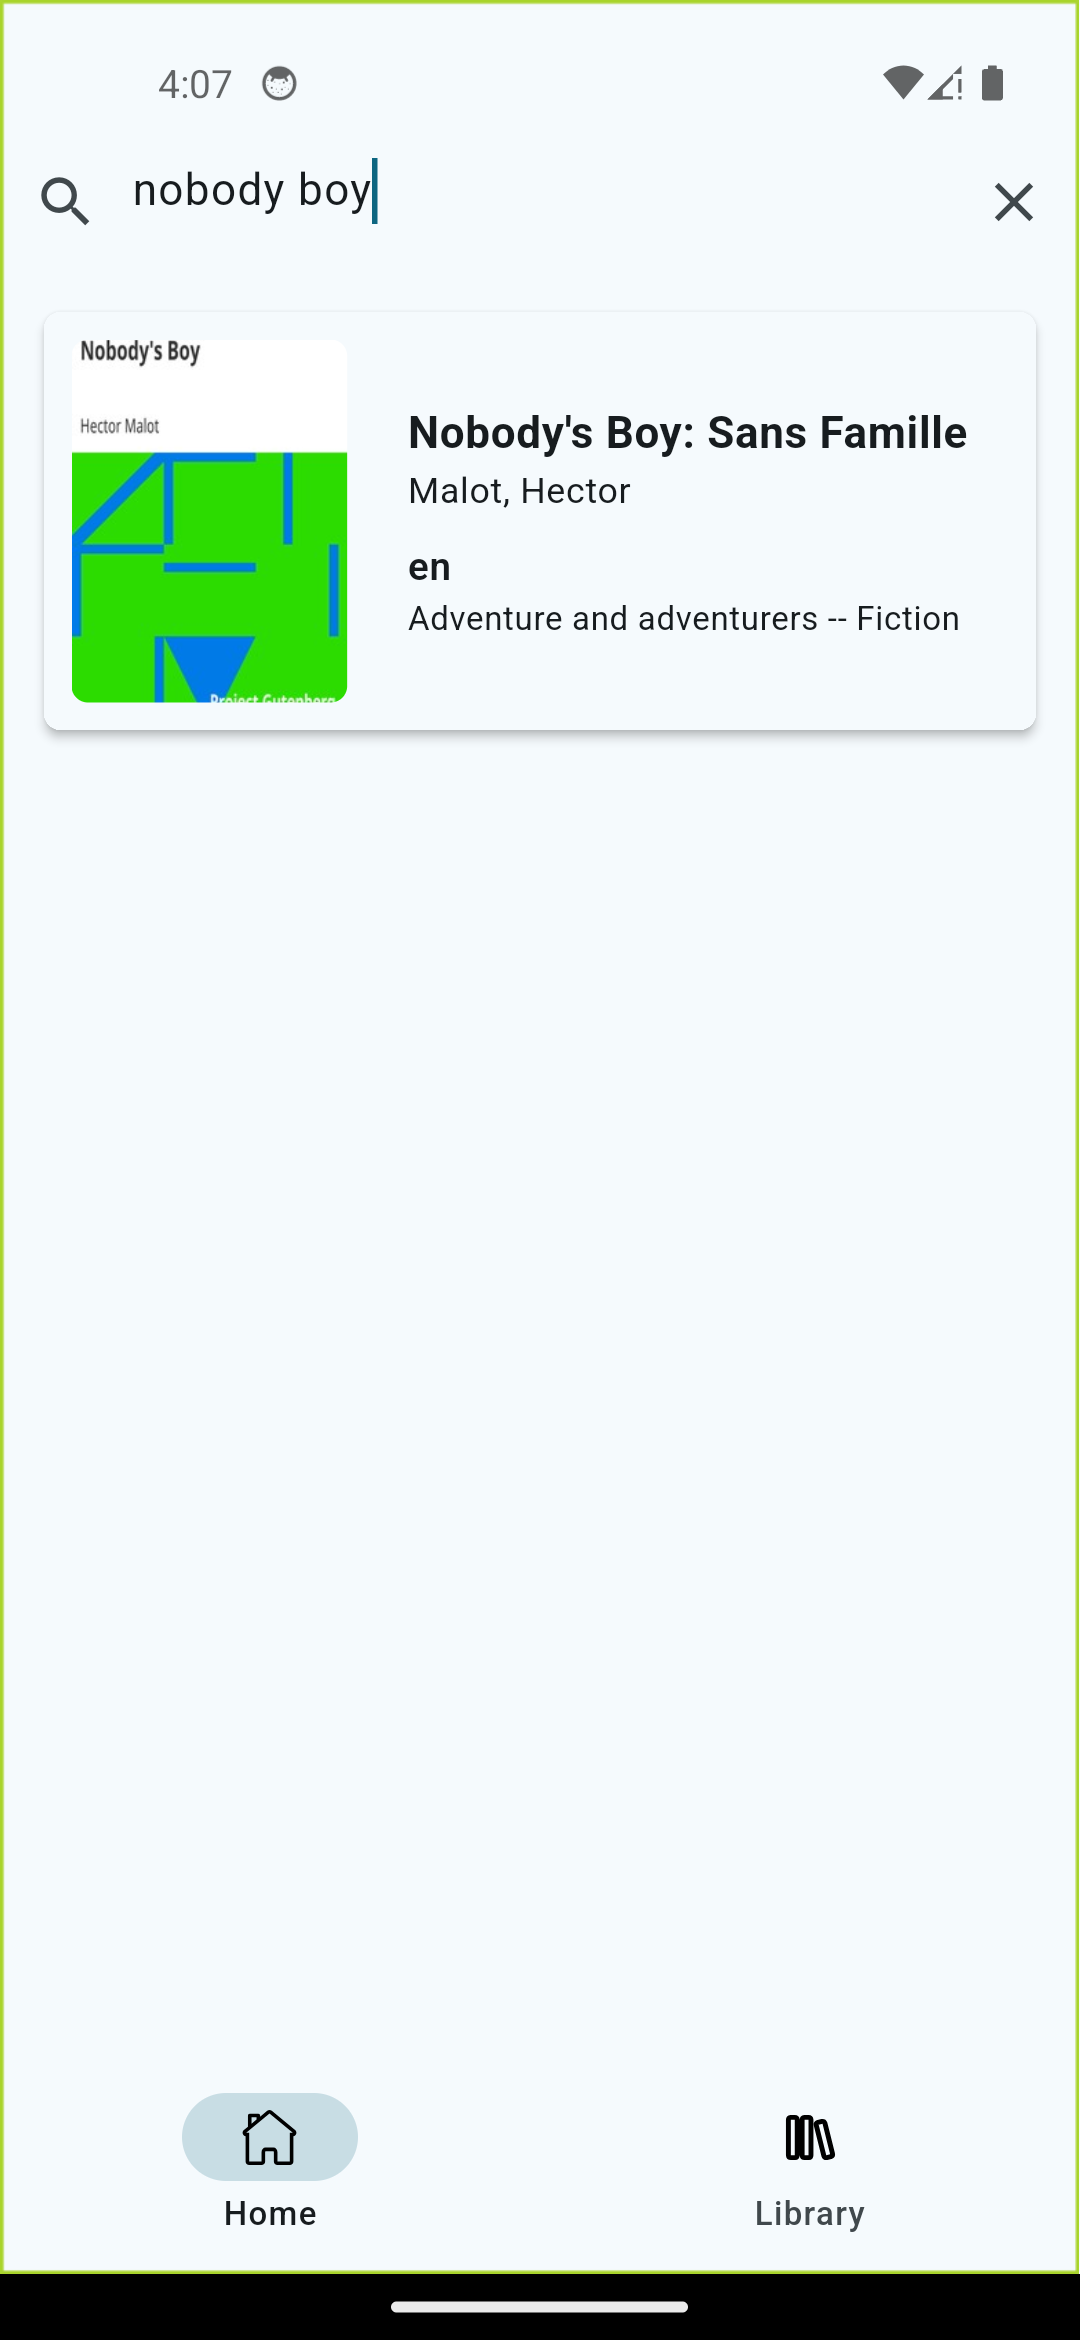 4:07
nobody boy
Nobody's Boy
Hector Malot
Project Gutenberg
Nobody's Boy: Sans Famille
Malot, Hector
en
Adventure and adventurers -- Fiction
Home
Library